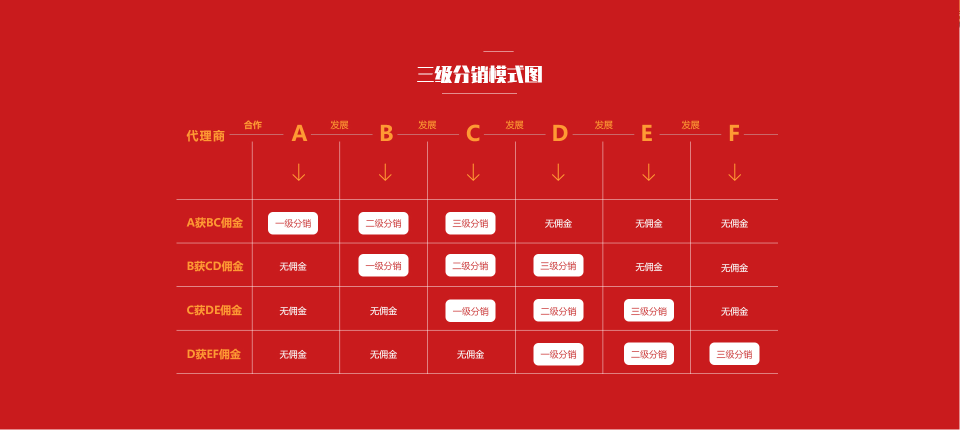 三级分销模式图
代理商 合作 A 发展 B 发展 C 发展 D 发展 E 发展 F
A获BC佣金 一级分销 二级分销 三级分销 无佣金 无佣金 无佣金
B获CD佣金 无佣金 一级分销 二级分销 三级分销 无佣金 无佣金
C获DE佣金 无佣金 无佣金 一级分销 二级分销 三级分销 无佣金
D获EF佣金 无佣金 无佣金 无佣金 一级分销 二级分销 三级分销